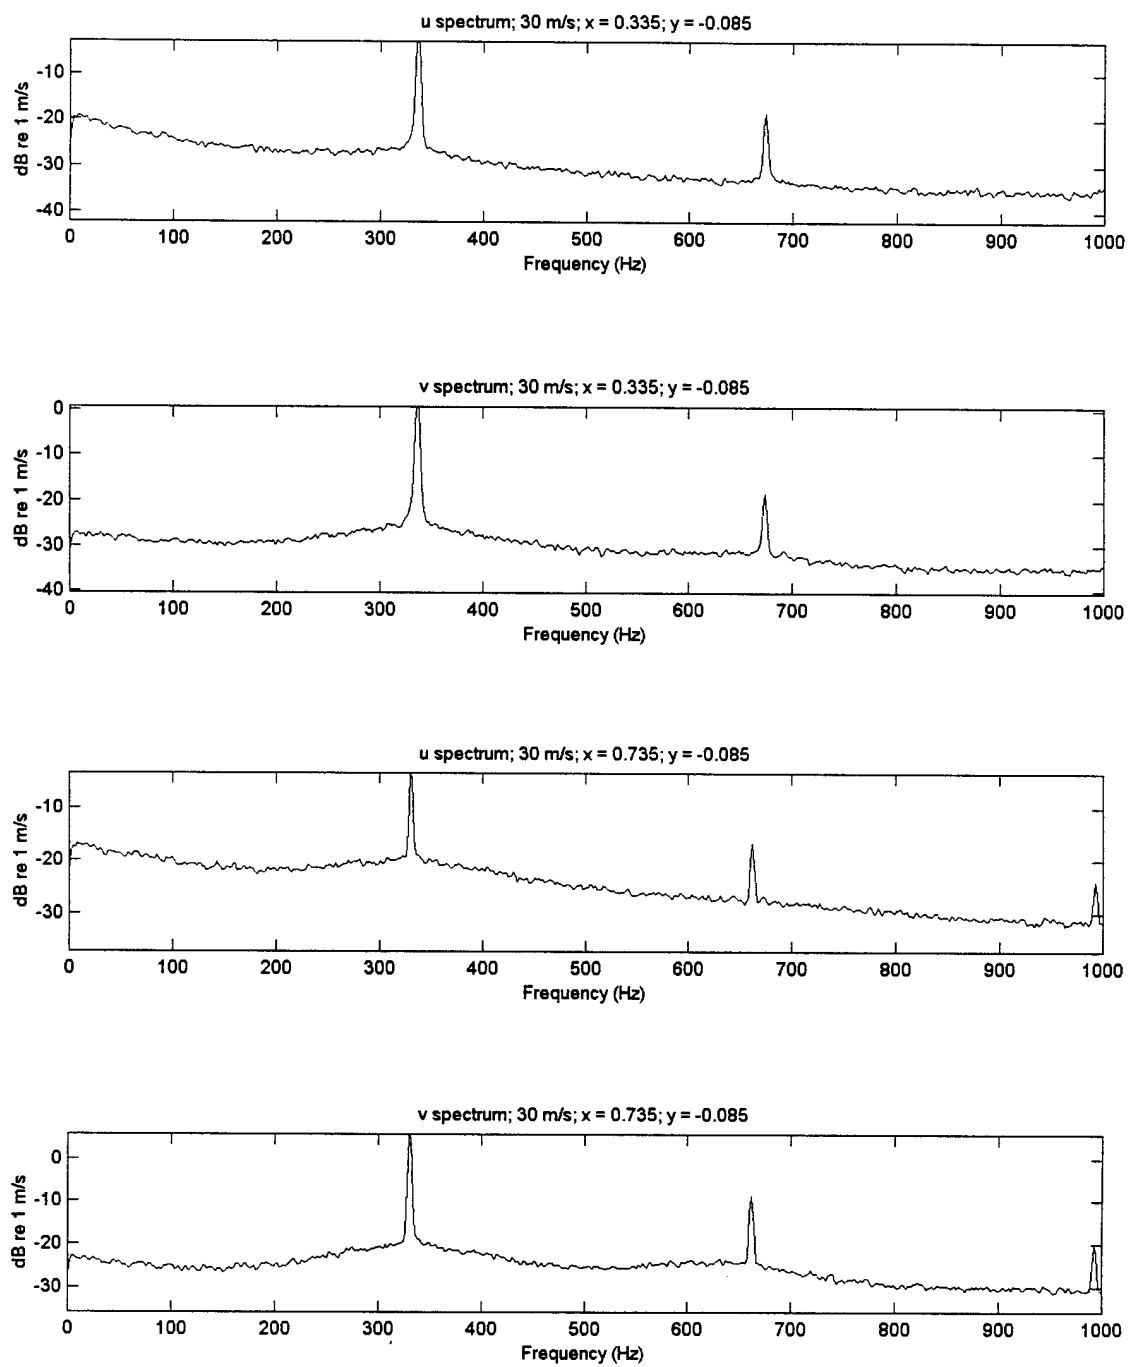 u spectrum; 30 m/s; x = 0.335; y = -0.085
dB re 1 m/s
-10
-20
-30
-40
0 100 200 300 400 500 600 700 800 900 1000
Frequency (Hz)
v spectrum; 30 m/s; x = 0.335; y = -0.085
dB re 1 m/s
0
-10
-20
-30
-40
0 100 200 300 400 500 600 700 800 900 1000
Frequency (Hz)
u spectrum; 30 m/s; x = 0.735; y = -0.085
dB re 1 m/s
-10
-20
-30
0 100 200 300 400 500 600 700 800 900 1000
Frequency (Hz)
v spectrum; 30 m/s; x = 0.735; y = -0.085
dB re 1 m/s
0
-10
-20
-30
0 100 200 300 400 500 600 700 800 900 1000
Frequency (Hz)